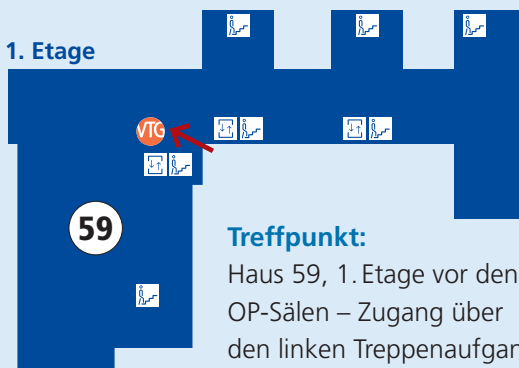 1. Etage
VTG
59
Treffpunkt:
Haus 59, 1. Etage vor den
OP-Sälen – Zugang über
den linken Treppenaufgan